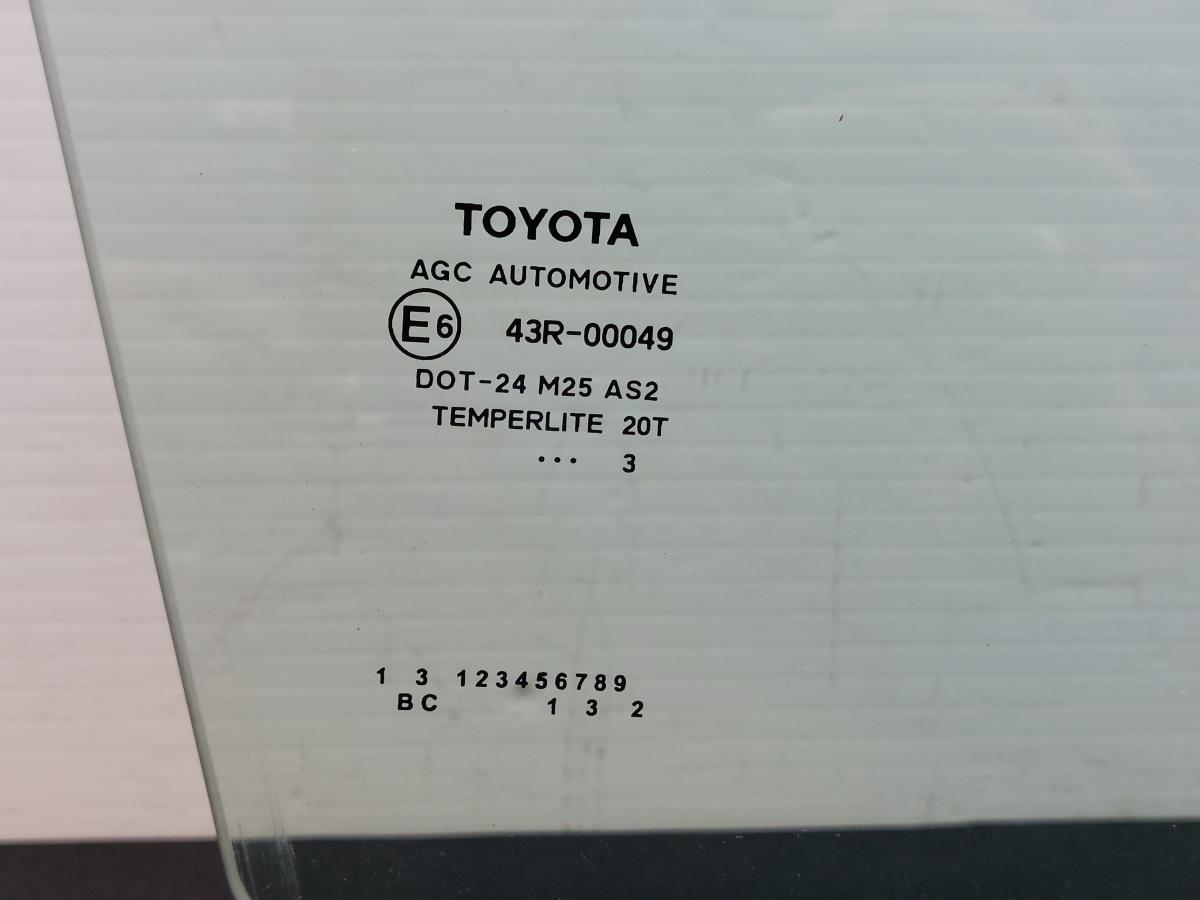 TOYOTA
AGC AUTOMOTIVE
E6 43R-00049
DOT-24 M25 AS2
TEMPERLITE 20T
... 3
1 3 123456789
BC 1 3 2